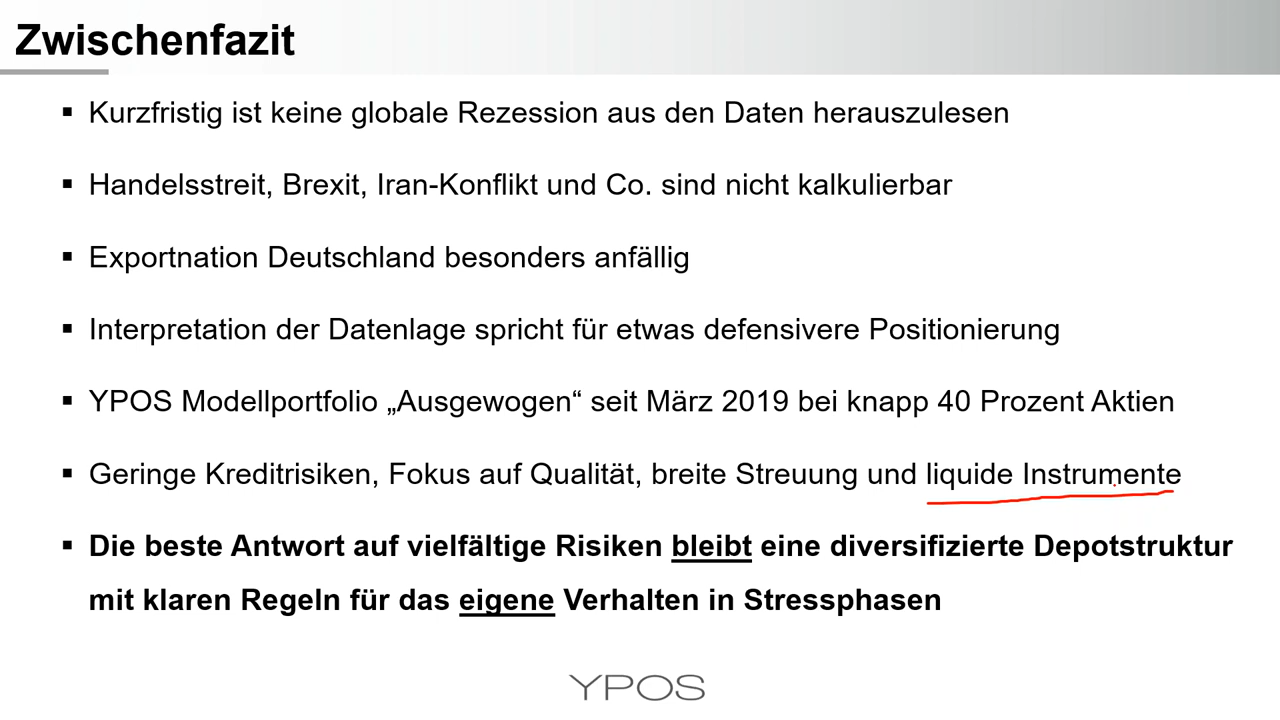 Zwischenfazit
▪ Kurzfristig ist keine globale Rezession aus den Daten herauszulesen
▪ Handelsstreit, Brexit, Iran-Konflikt und Co. sind nicht kalkulierbar
▪ Exportnation Deutschland besonders anfällig
▪ Interpretation der Datenlage spricht für etwas defensivere Positionierung
▪ YPOS Modellportfolio „Ausgewogen“ seit März 2019 bei knapp 40 Prozent Aktien
▪ Geringe Kreditrisiken, Fokus auf Qualität, breite Streuung und liquide Instrumente
▪ Die beste Antwort auf vielfältige Risiken bleibt eine diversifizierte Depotstruktur
mit klaren Regeln für das eigene Verhalten in Stressphasen
YPOS